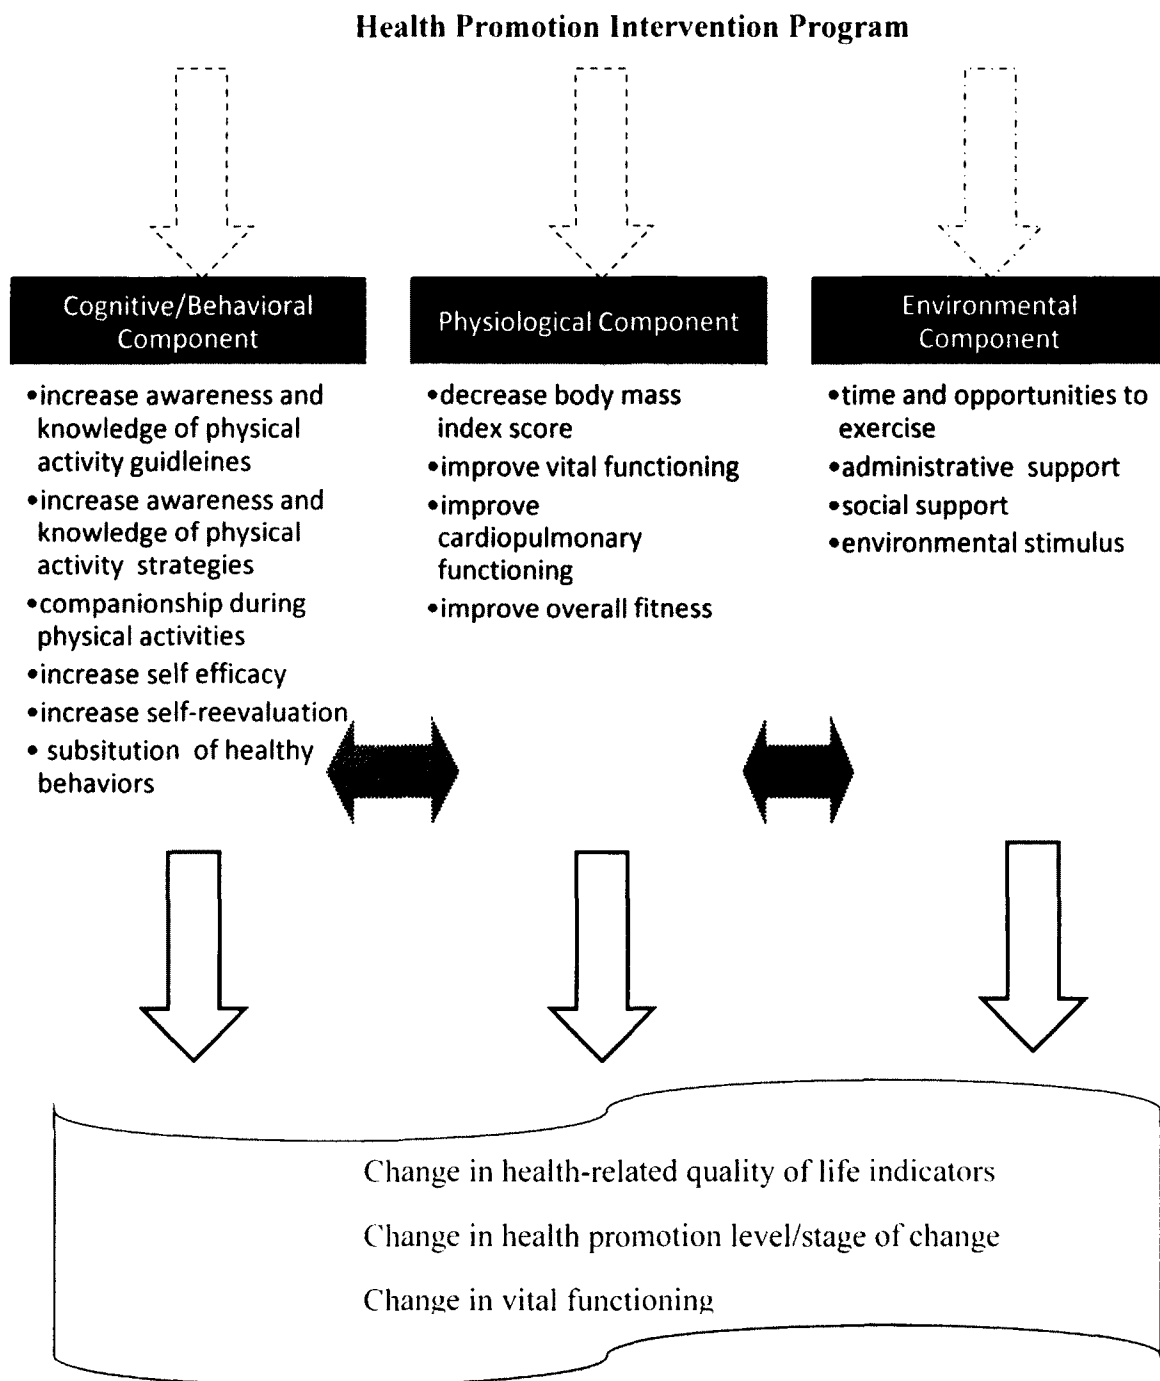 Health Promotion Intervention Program
Cognitive/Behavioral
Component
•increase awareness and
knowledge of physical
activity guidleines
•increase awareness and
knowledge of physical
activity strategies
•companionship during
physical activities
•increase self efficacy
•increase self-reevaluation
• subsitution of healthy
behaviors
Physiological Component
•decrease body mass
index score
•improve vital functioning
•improve
cardiopulmonary
functioning
•improve overall fitness
Environmental
Component
•time and opportunities to
exercise
•administrative support
•social support
•environmental stimulus
Change in health-related quality of life indicators
Change in health promotion level/stage of change
Change in vital functioning